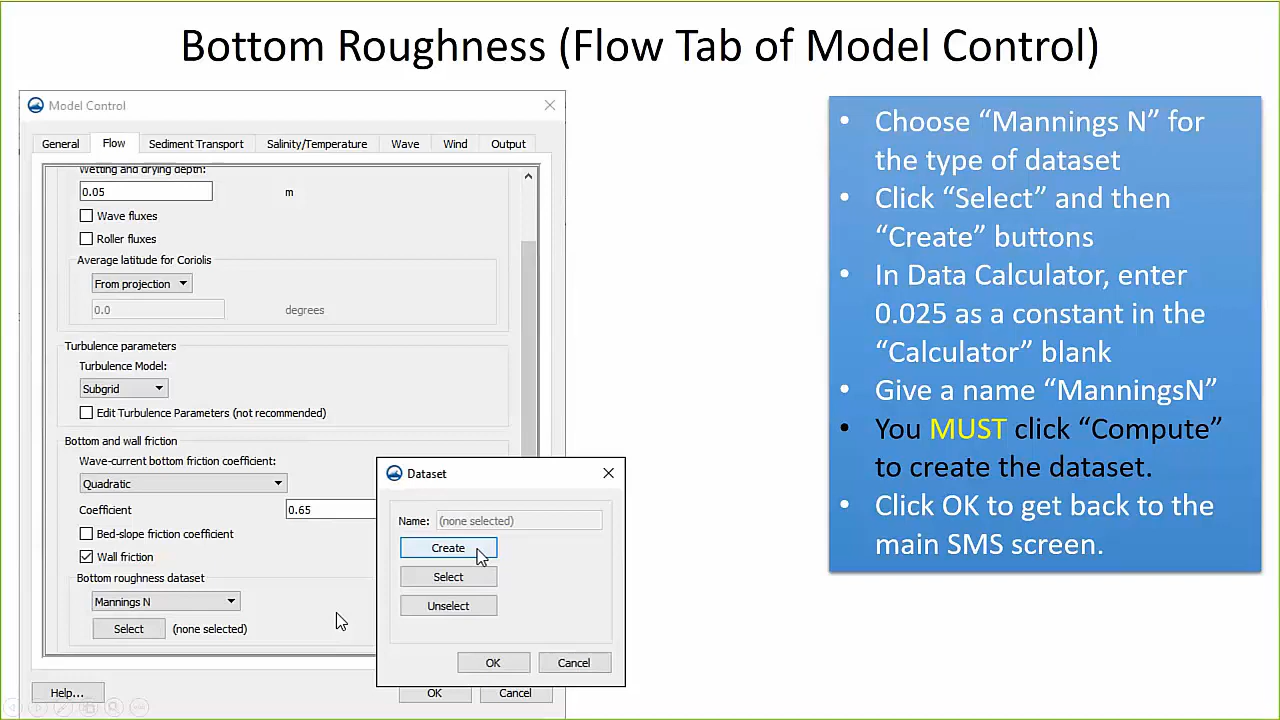 Bottom Roughness (Flow Tab of Model Control)
Model Control
General Flow Sediment Transport Salinity/Temperature Wave Wind Output
Wetting and drying depth:
0.05 m
Wave fluxes
Roller fluxes
Average latitude for Coriolis
From projection
0.0 degrees
Turbulence parameters
Turbulence Model:
Subgrid
Edit Turbulence Parameters (not recommended)
Bottom and wall friction
Wave-current bottom friction coefficient:
Quadratic
Coefficient 0.65
Bed-slope friction coefficient
Wall friction
Bottom roughness dataset
Mannings N
Select (none selected)
Help... OK Cancel
Dataset
Name: (none selected)
Create
Select
Unselect
OK Cancel
• Choose “Mannings N” for
the type of dataset
• Click “Select” and then
“Create” buttons
• In Data Calculator, enter
0.025 as a constant in the
“Calculator” blank
• Give a name “ManningsN”
• You MUST click “Compute”
to create the dataset.
• Click OK to get back to the
main SMS screen.